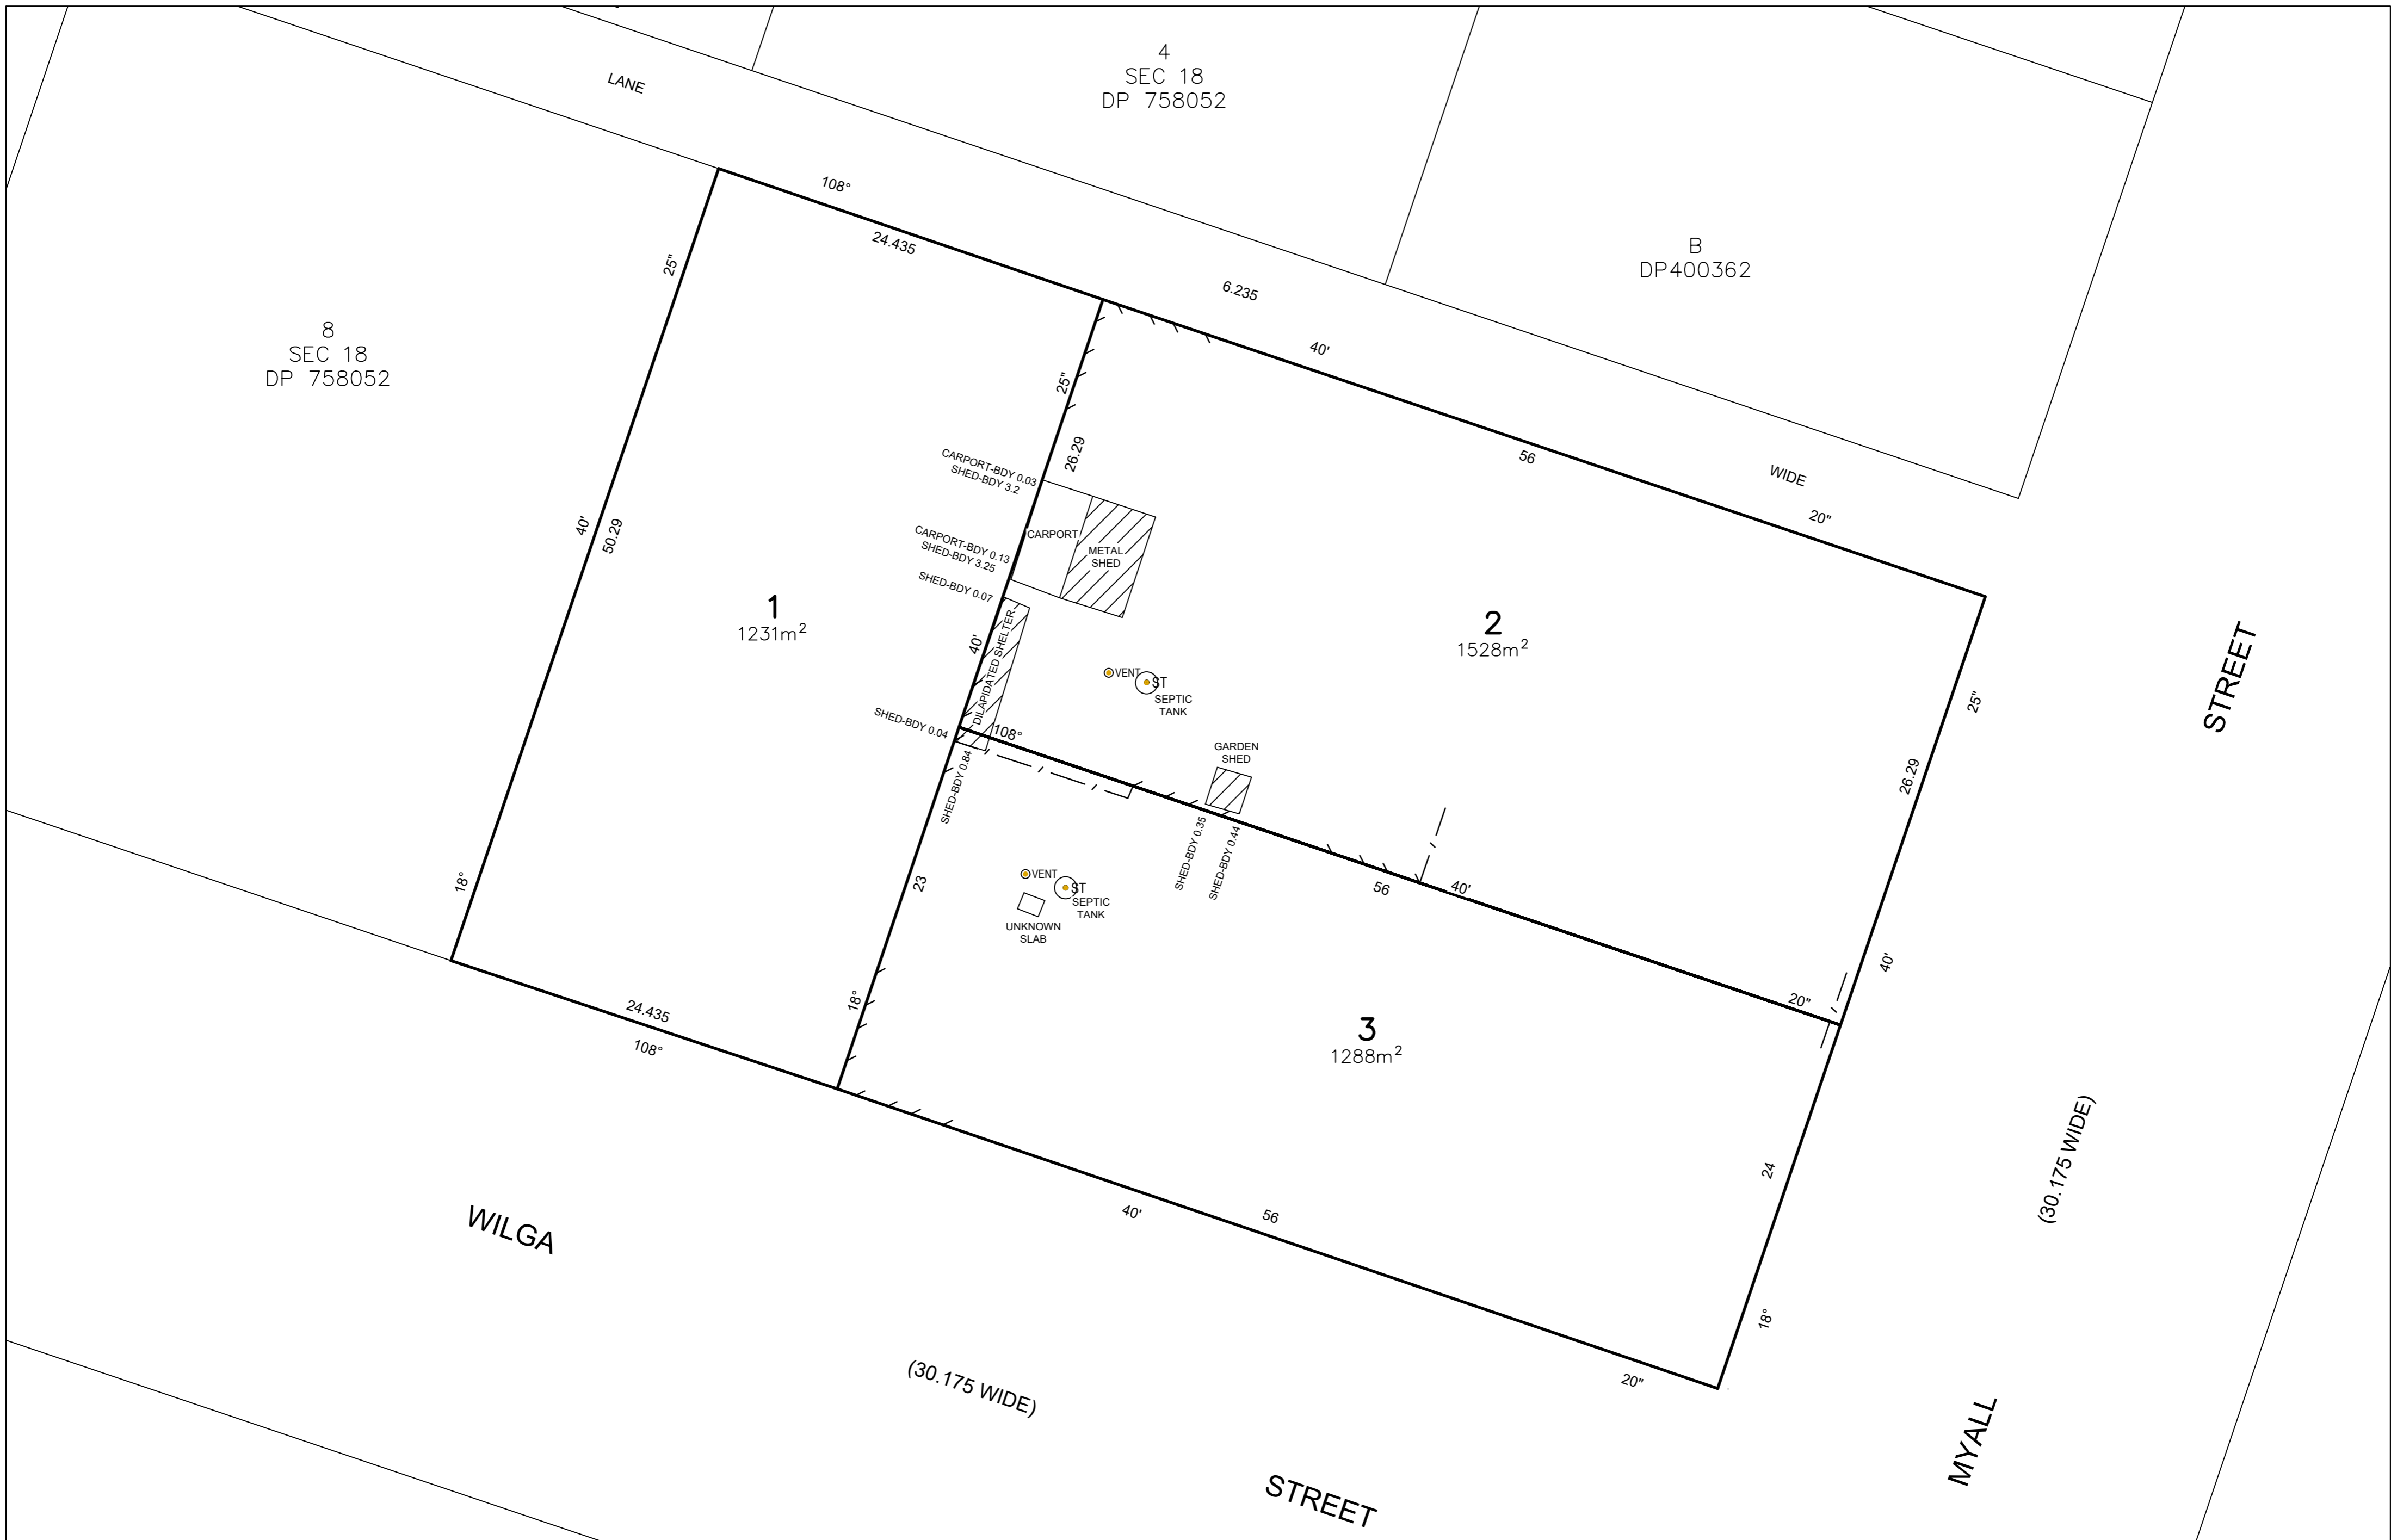 4
SEC 18
DP 758052
LANE
108°
24.435
6.235
B
DP400362
25"
40'
8
SEC 18
DP 758052
25"
26.29
56
WIDE
20"
CARPORT-BDY 0.03
SHED-BDY 3.2
CARPORT-BDY 0.13
SHED-BDY 3.25
SHED-BDY 0.07
CARPORT
METAL
SHED
40'
50.29
1
1231m²
40'
DILAPIDATED SHELTER
2
1528m²
VENT
ST
SEPTIC
TANK
25"
STREET
SHED-BDY 0.04
108°
SHED-BDY 0.84
GARDEN
SHED
26.29
SHED-BDY 0.35
SHED-BDY 0.44
18°
23
VENT
ST
SEPTIC
TANK
UNKNOWN
SLAB
56
40'
40'
20"
24.435
108°
18°
3
1288m²
24
(30.175 WIDE)
WILGA
40'
56
18°
20"
(30.175 WIDE)
MYALL
STREET